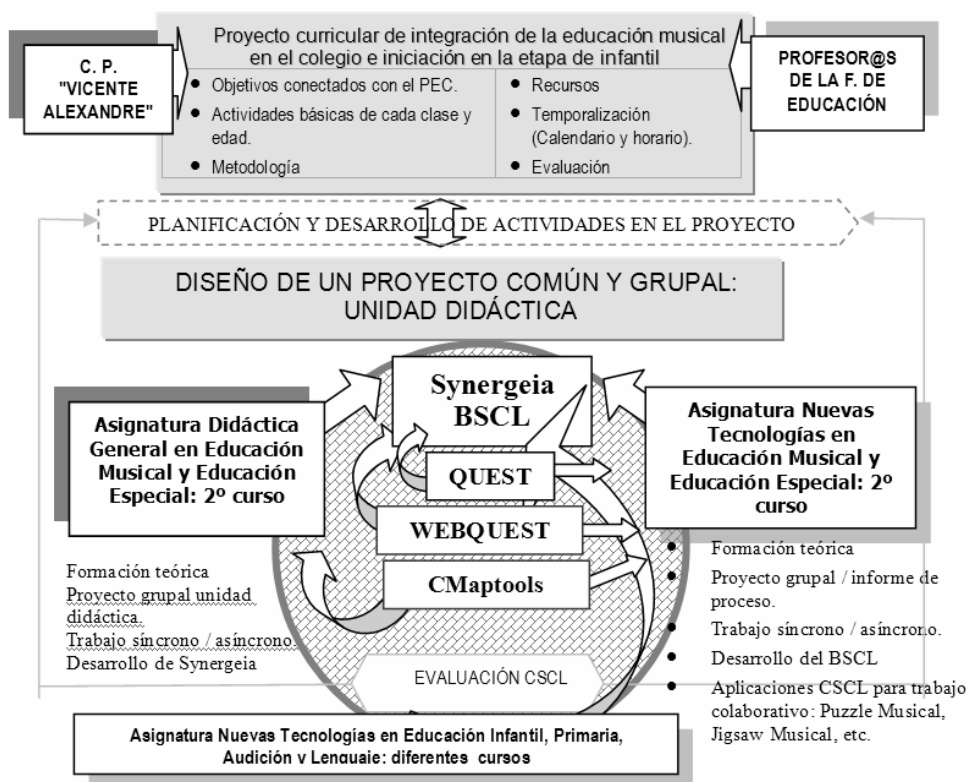 Proyecto curricular de integración de la educación musical
en el colegio e iniciación en la etapa de infantil
C. P.
"VICENTE
ALEXANDRE"
● Objetivos conectados con el PEC.
● Actividades básicas de cada clase y
edad.
● Metodología
● Recursos
● Temporalización
(Calendario y horario).
● Evaluación
PROFESOR@S
DE LA F. DE
EDUCACIÓN
PLANIFICACIÓN Y DESARROLLO DE ACTIVIDADES EN EL PROYECTO
DISEÑO DE UN PROYECTO COMÚN Y GRUPAL:
UNIDAD DIDÁCTICA
Synergeia
BSCL
QUEST
WEBQUEST
CMaptools
Asignatura Didáctica
General en Educación
Musical y Educación
Especial: 2º curso
Asignatura Nuevas
Tecnologías en
Educación Musical y
Educación Especial: 2º
curso
Formación teórica
Proyecto grupal unidad
didáctica.
Trabajo síncrono / asíncrono.
Desarrollo de Synergeia
● Formación teórica
● Proyecto grupal / informe de
proceso.
● Trabajo síncrono / asíncrono.
● Desarrollo del BSCL
● Aplicaciones CSCL para trabajo
colaborativo: Puzzle Musical,
Jigsaw Musical, etc.
EVALUACIÓN CSCL
Asignatura Nuevas Tecnologías en Educación Infantil, Primaria,
Audición y Lenguaje: diferentes cursos